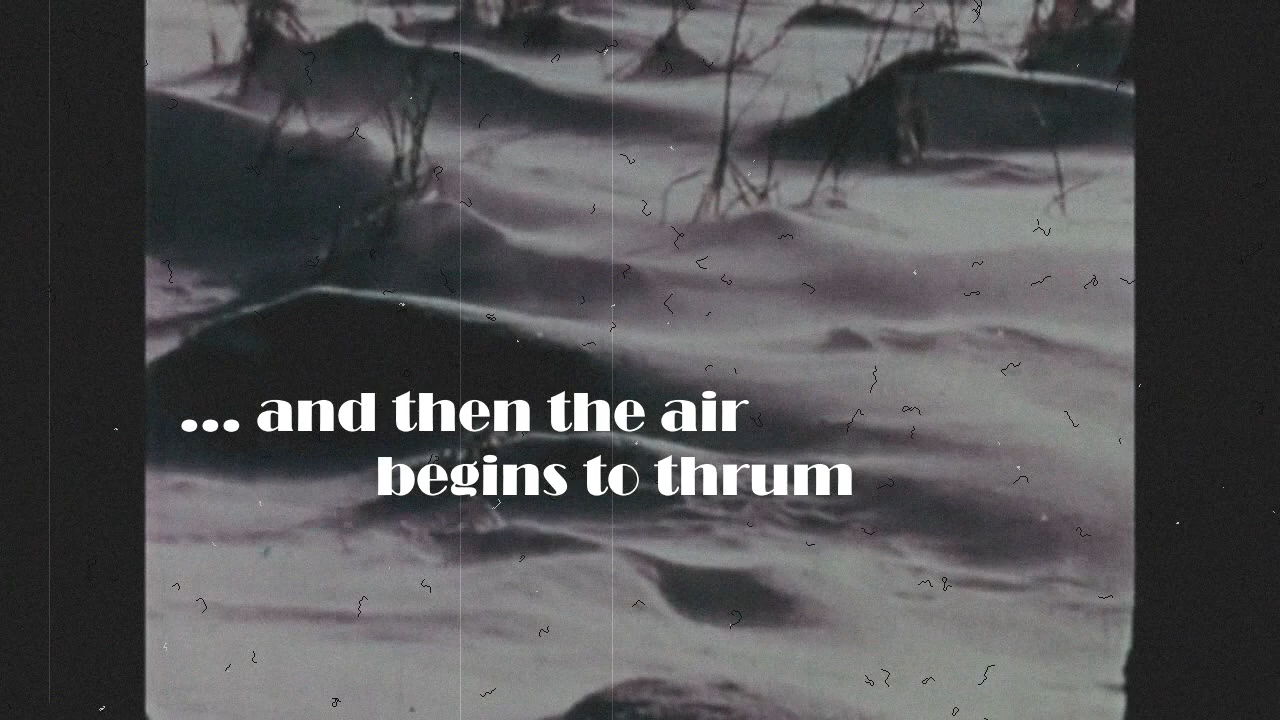 ... and then the air
begins to thrum